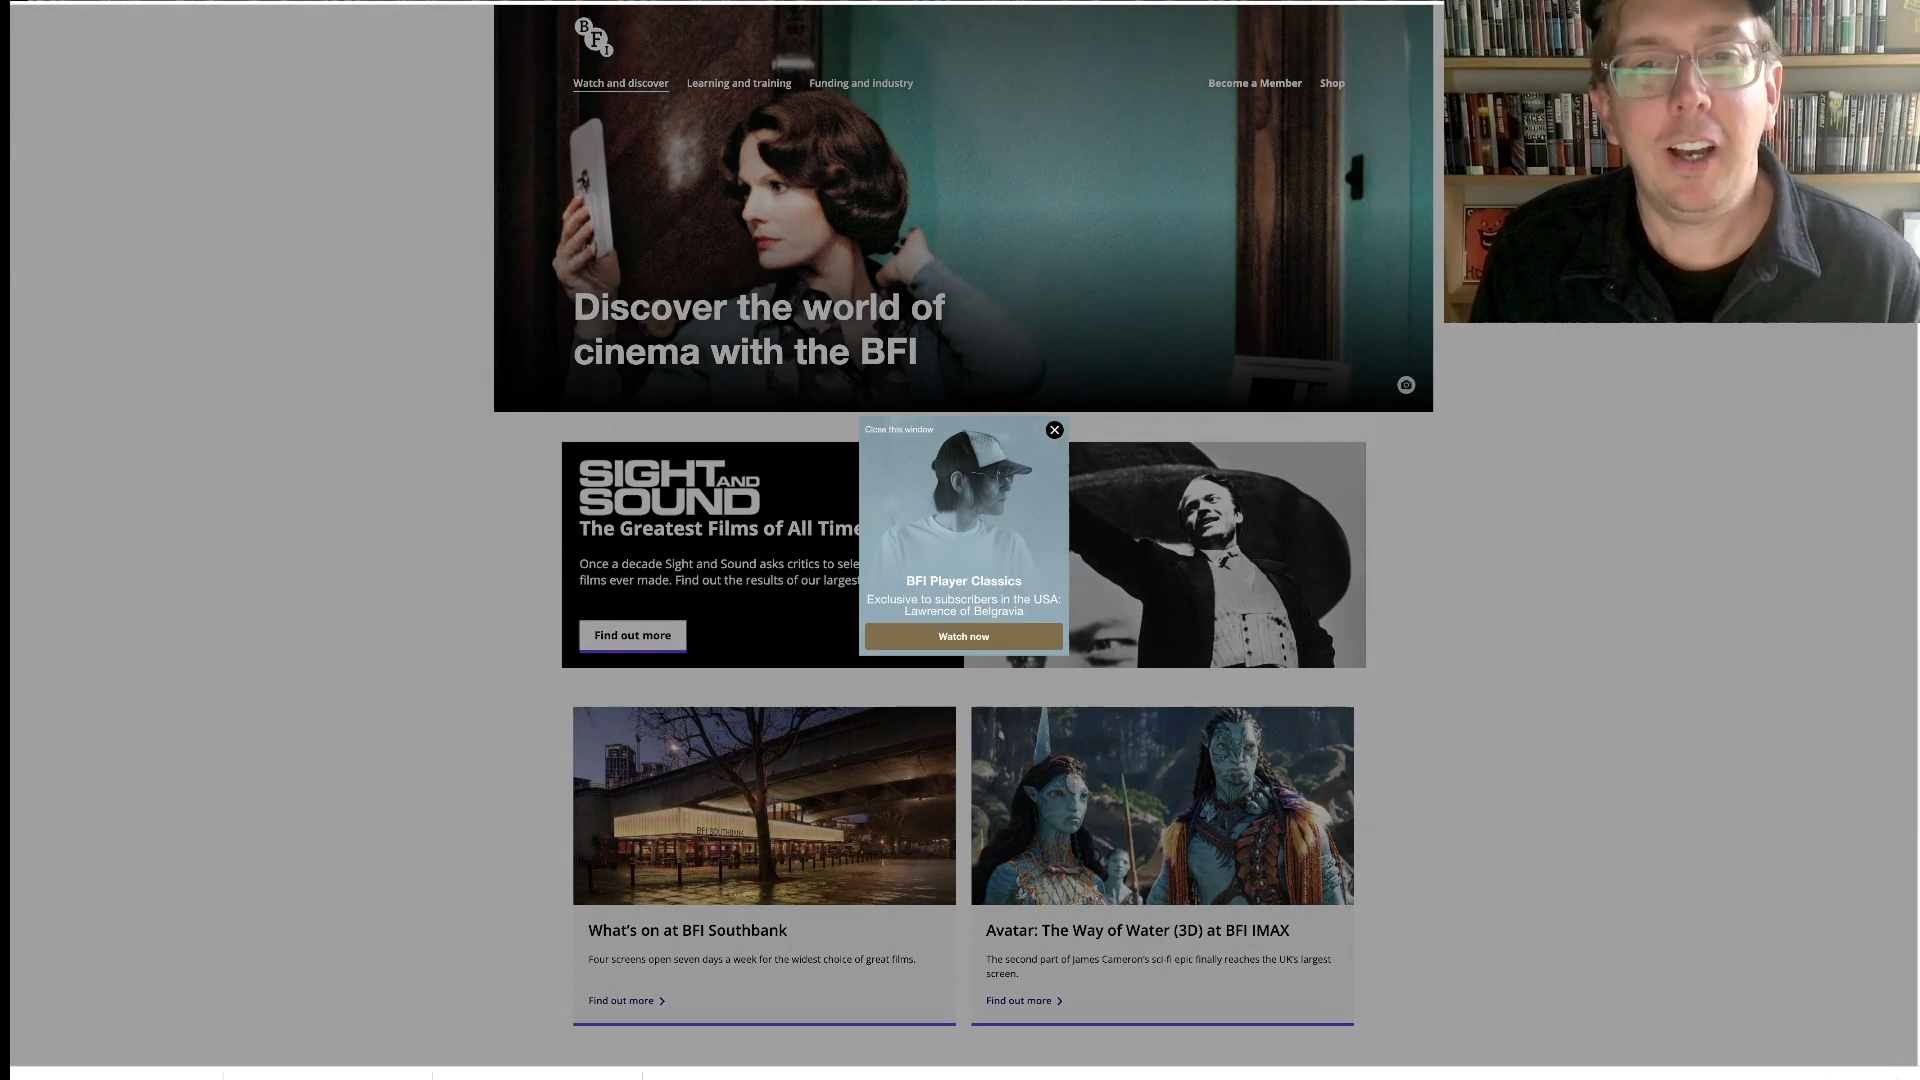 B
F
I
Watch and discover
Learning and training
Funding and industry
Become a Member
Shop
Discover the world of
cinema with the BFI
Close this window
SIGHT AND
SOUND
The Greatest Films of All Time
Once a decade Sight and Sound asks critics to
films ever made. Find out the results of our largest
Find out more
BFI Player Classics
Exclusive to subscribers in the USA:
Lawrence of Belgravia
Watch now
BFI SOUTHBANK
What's on at BFI Southbank
Four screens open seven days a week for the widest choice of great films.
Find out more
Avatar: The Way of Water (3D) at BFI IMAX
The second part of James Cameron's sci-fi epic finally reaches the UK's largest
screen.
Find out more